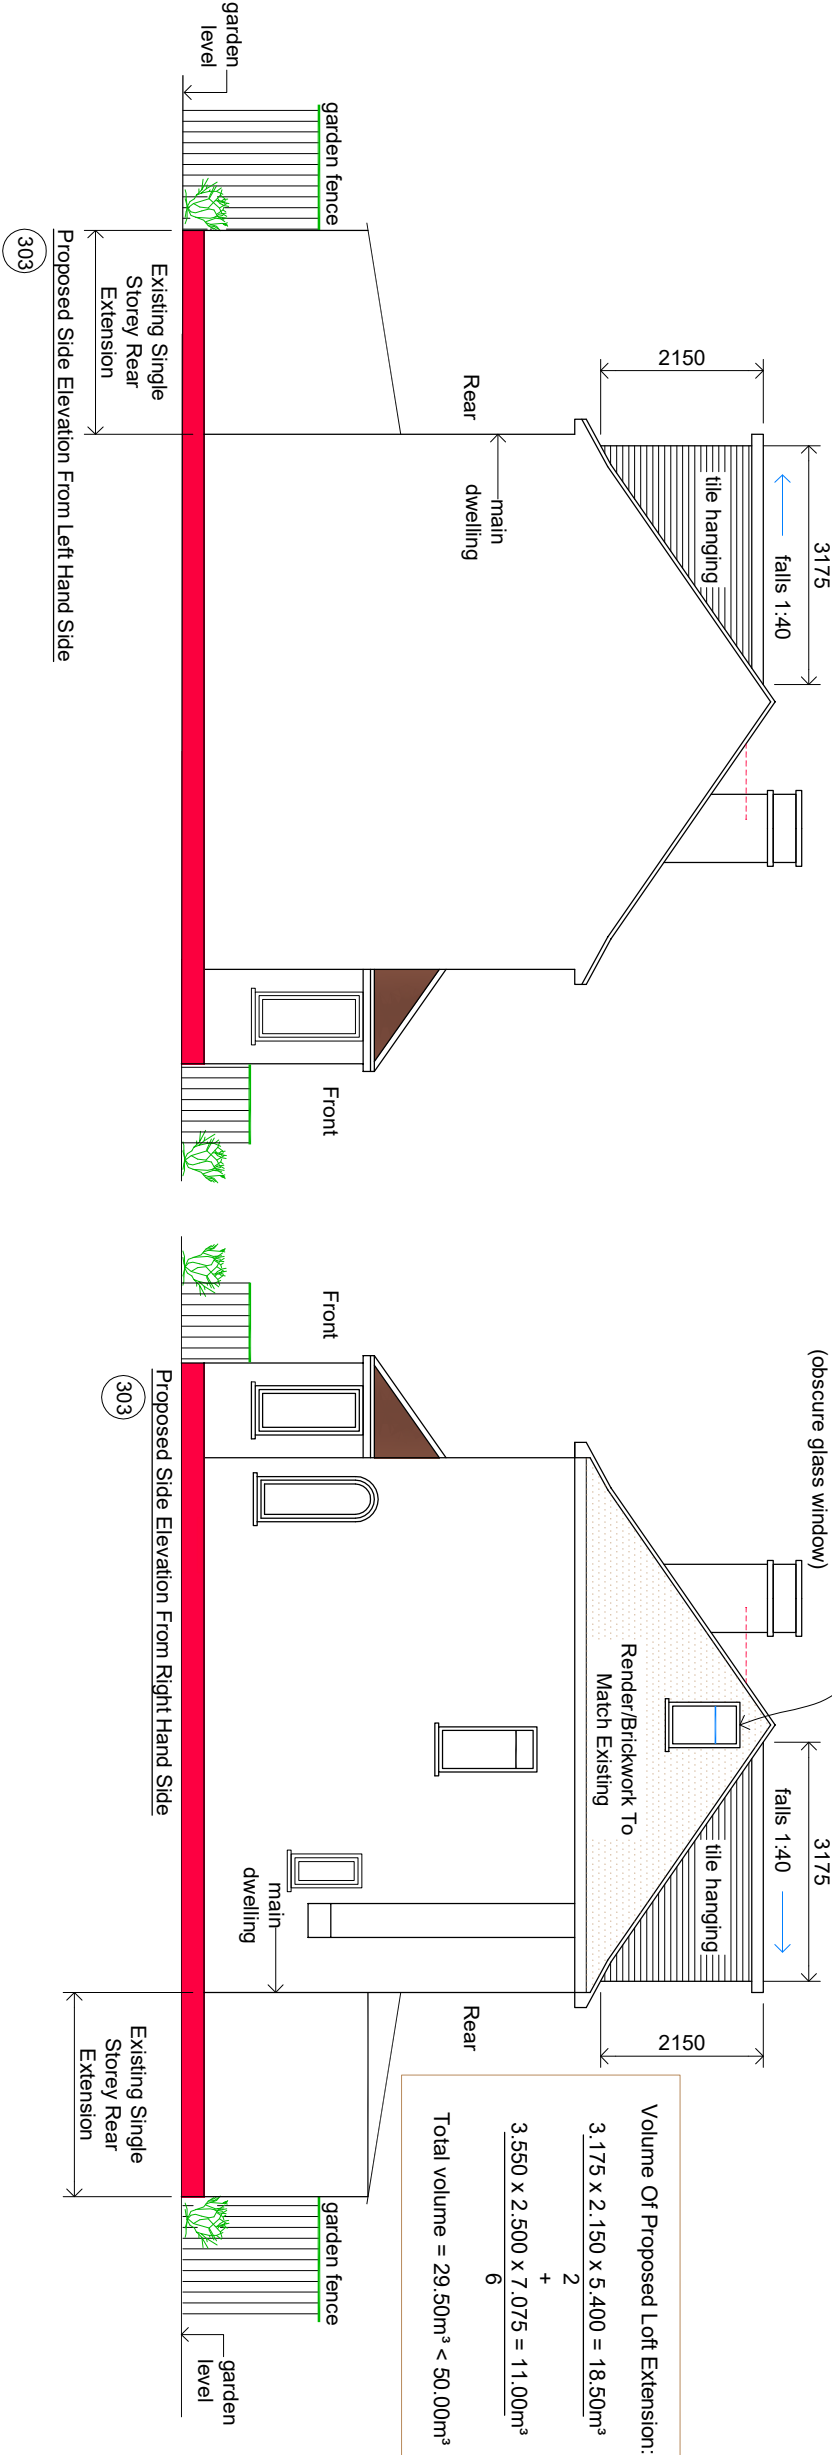 garden
level
garden fence
Existing Single
Storey Rear
Extension
Proposed Side Elevation From Left Hand Side
303
Rear
main
dwelling
2150
3175
falls 1:40
tile hanging
Front
Front
(obscure glass window)
Proposed Side Elevation From Right Hand Side
303
Render/Brickwork To
Match Existing
3175
falls 1:40
tile hanging
main
dwelling
Rear
2150
Existing Single
Storey Rear
Extension
garden fence
garden
level
Volume Of Proposed Loft Extension:
3.175 x 2.150 x 5.400 = 18.50m³
2
+
3.550 x 2.500 x 7.075 = 11.00m³
6
Total volume = 29.50m³ < 50.00m³